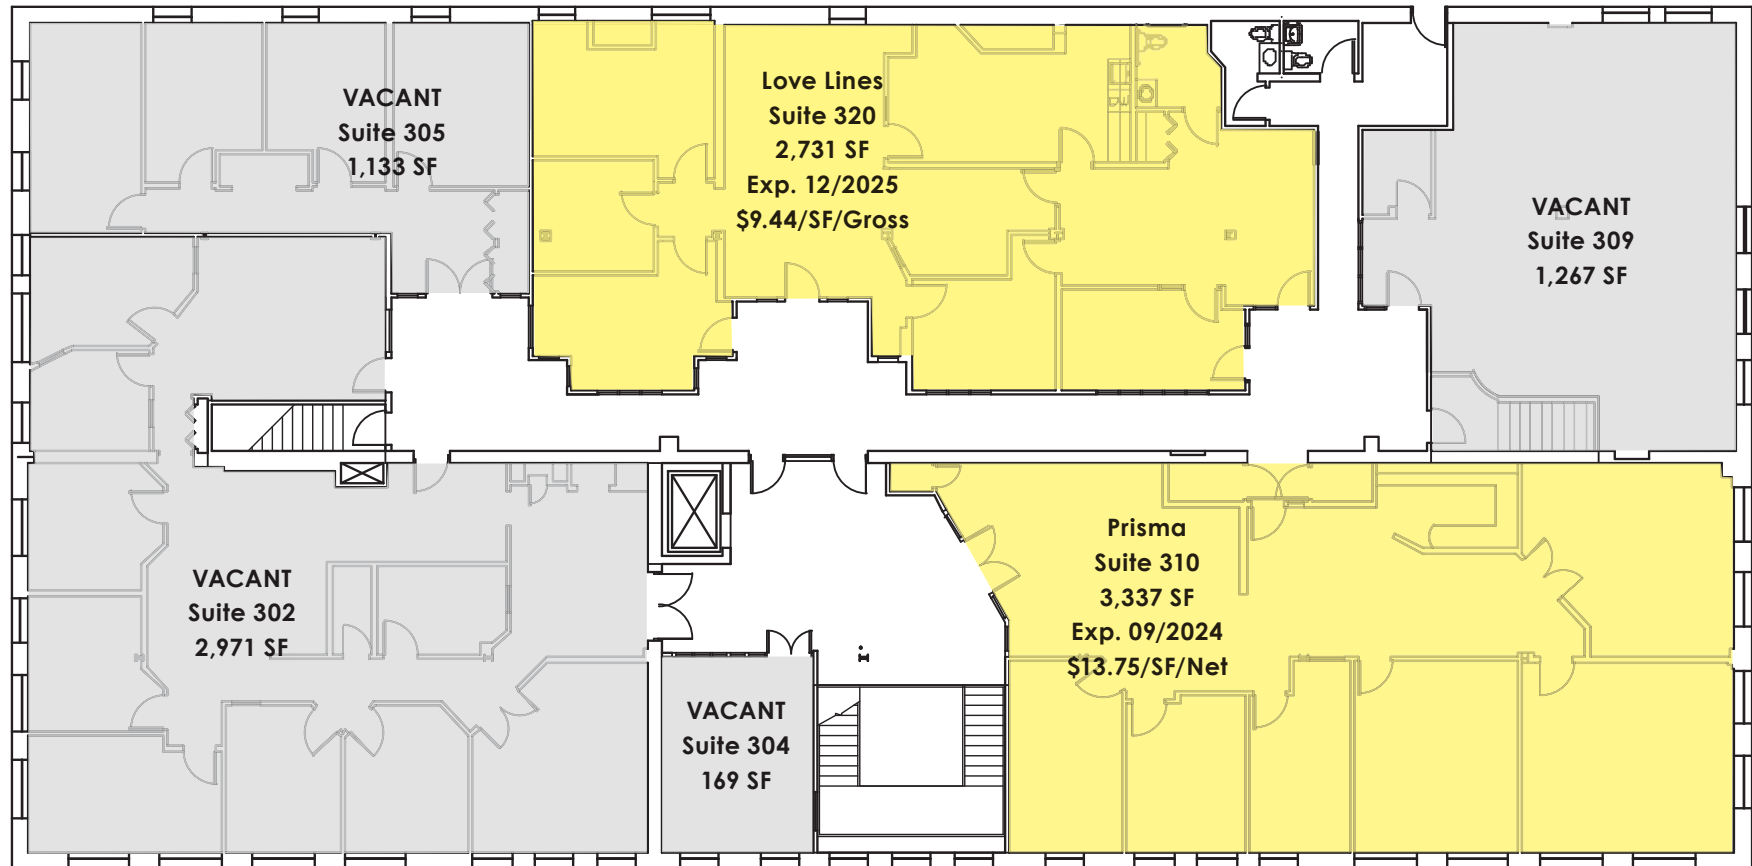 VACANT
Suite 305
1,133 SF
Love Lines
Suite 320
2,731 SF
Exp. 12/2025
$9.44/SF/Gross
VACANT
Suite 309
1,267 SF
VACANT
Suite 302
2,971 SF
VACANT
Suite 304
169 SF
Prisma
Suite 310
3,337 SF
Exp. 09/2024
$13.75/SF/Net